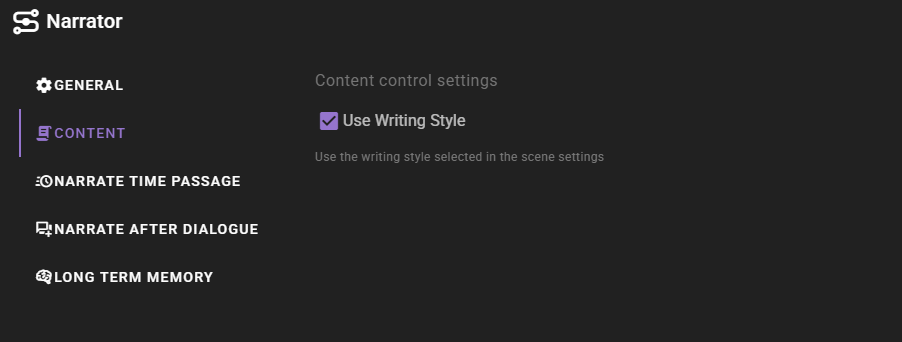 Narrator
GENERAL
CONTENT
NARRATE TIME PASSAGE
NARRATE AFTER DIALOGUE
LONG TERM MEMORY
Content control settings
Use Writing Style
Use the writing style selected in the scene settings